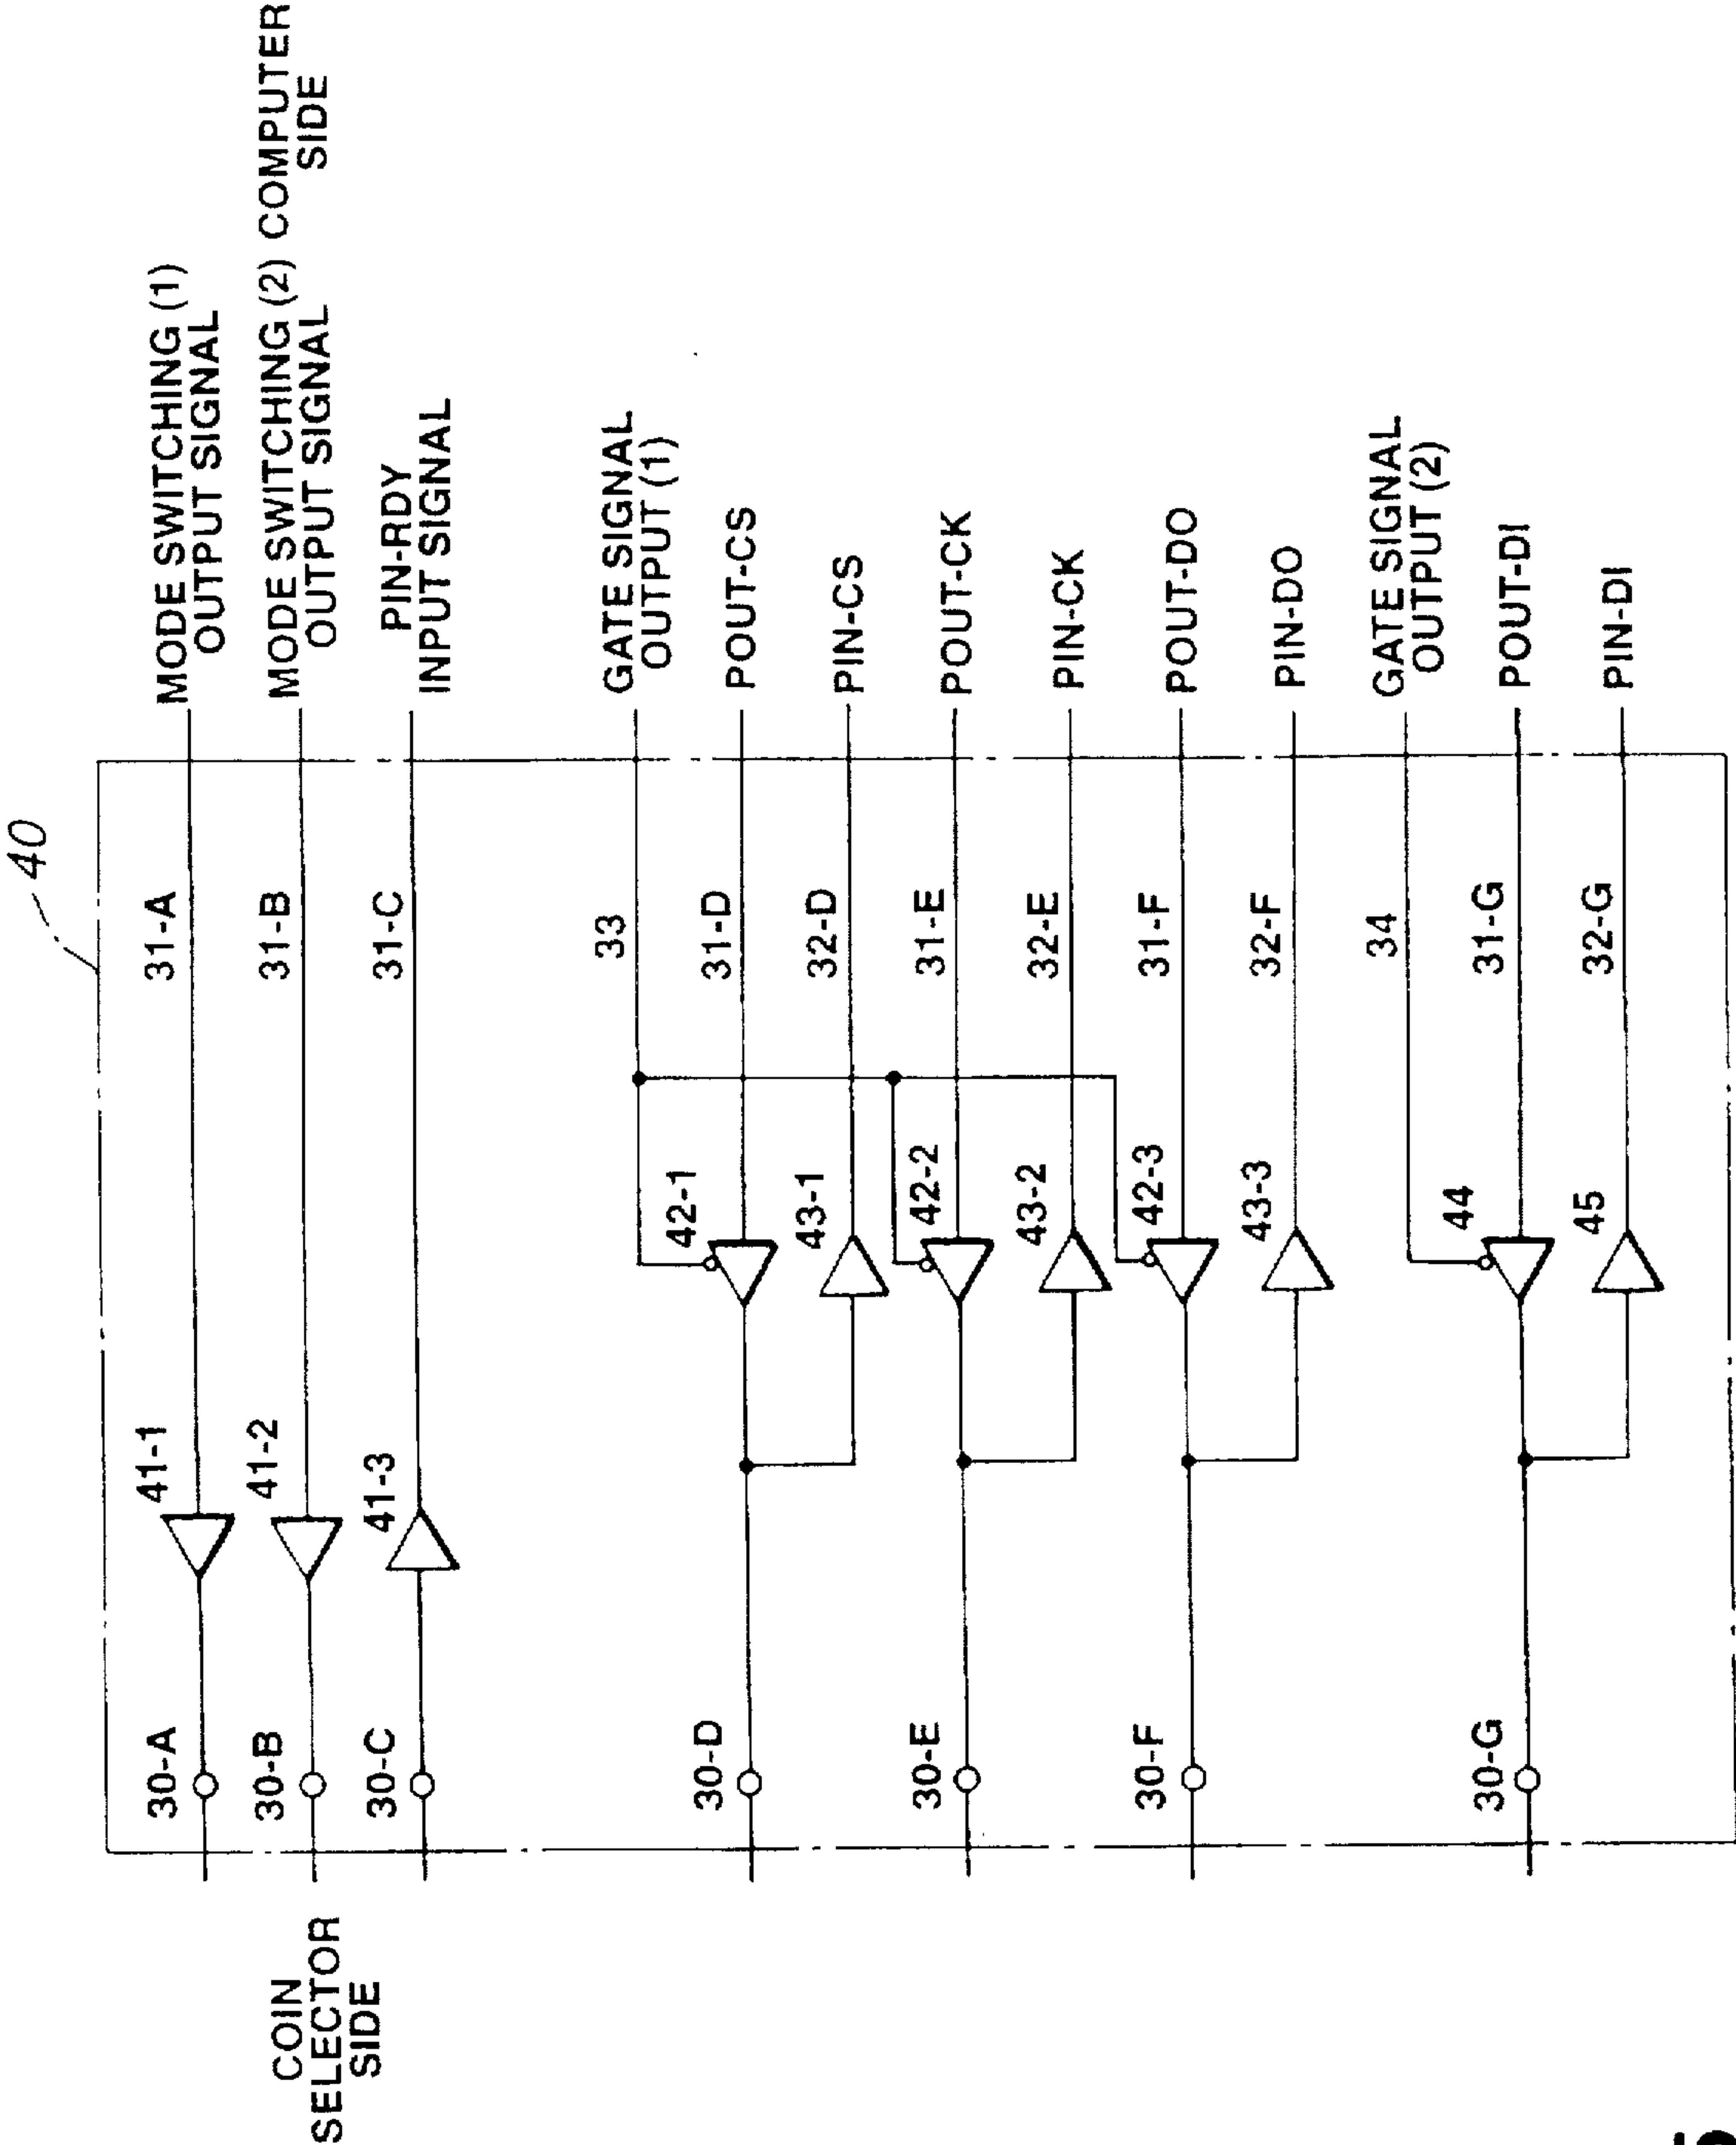 40
MODE SWITCHING (1)
OUTPUT SIGNAL
31-A
41-1
30-A
MODE SWITCHING (2)
OUTPUT SIGNAL
COMPUTER
SIDE
31-B
41-2
30-B
COIN
SELECTOR
SIDE
PIN-RDY
INPUT SIGNAL
31-C
41-3
30-C
GATE SIGNAL
OUTPUT (1)
33
POUT-CS
31-D
42-1
30-D
PIN-CS
32-D
43-1
POUT-CK
31-E
42-2
30-E
PIN-CK
32-E
43-2
POUT-DO
31-F
42-3
30-F
PIN-DO
32-F
43-3
GATE SIGNAL
OUTPUT (2)
34
POUT-DI
31-G
44
30-G
PIN-DI
32-G
45